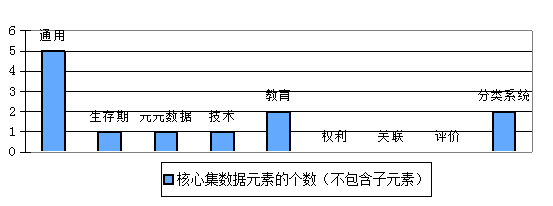 6
通用
5
4
3
教育
分类系统
2
生存期
元元数据
技术
1
权利
关联
评价
0
核心集数据元素的个数（不包含子元素）